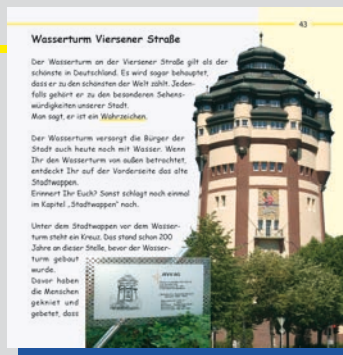 43
Wasserturm Viersener Straße
Der Wasserturm an der Viersener Straße gilt als der
schönste in Deutschland. Es wird sogar behauptet,
dass er zu den schönsten der Welt zählt. Jeden-
falls gehört er zu den besonderen Sehens-
würdigkeiten unserer Stadt.
Man sagt, er ist ein Wahrzeichen.
Der Wasserturm versorgt die Bürger der
Stadt auch heute noch mit Wasser. Wenn
Ihr den Wasserturm von außen betrachtet,
entdeckt Ihr auf der Vorderseite das alte
Stadtwappen.
Erinnert Ihr Euch? Sonst schlagt noch einmal
im Kapitel „Stadtwappen" nach.
Unter dem Stadtwappen vor dem Wasser-
turm steht ein Kreuz. Das stand schon 200
Jahre an dieser Stelle, bevor der Wasser-
turm gebaut
wurde.
Davor haben
die Menschen
gekniet und
gebetet, dass